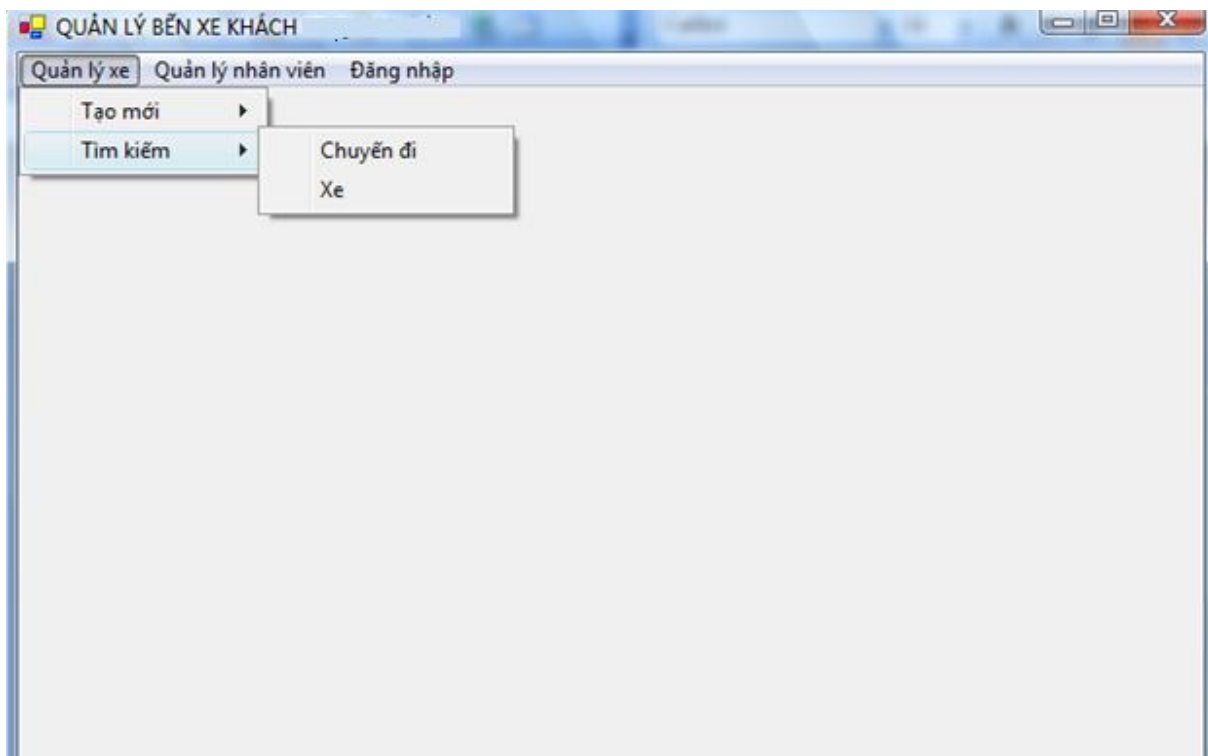 QUẢN LÝ BẾN XE KHÁCH
Quản lý xe Quản lý nhân viên Đăng nhập
Tạo mới
Tìm kiếm
Chuyến đi
Xe